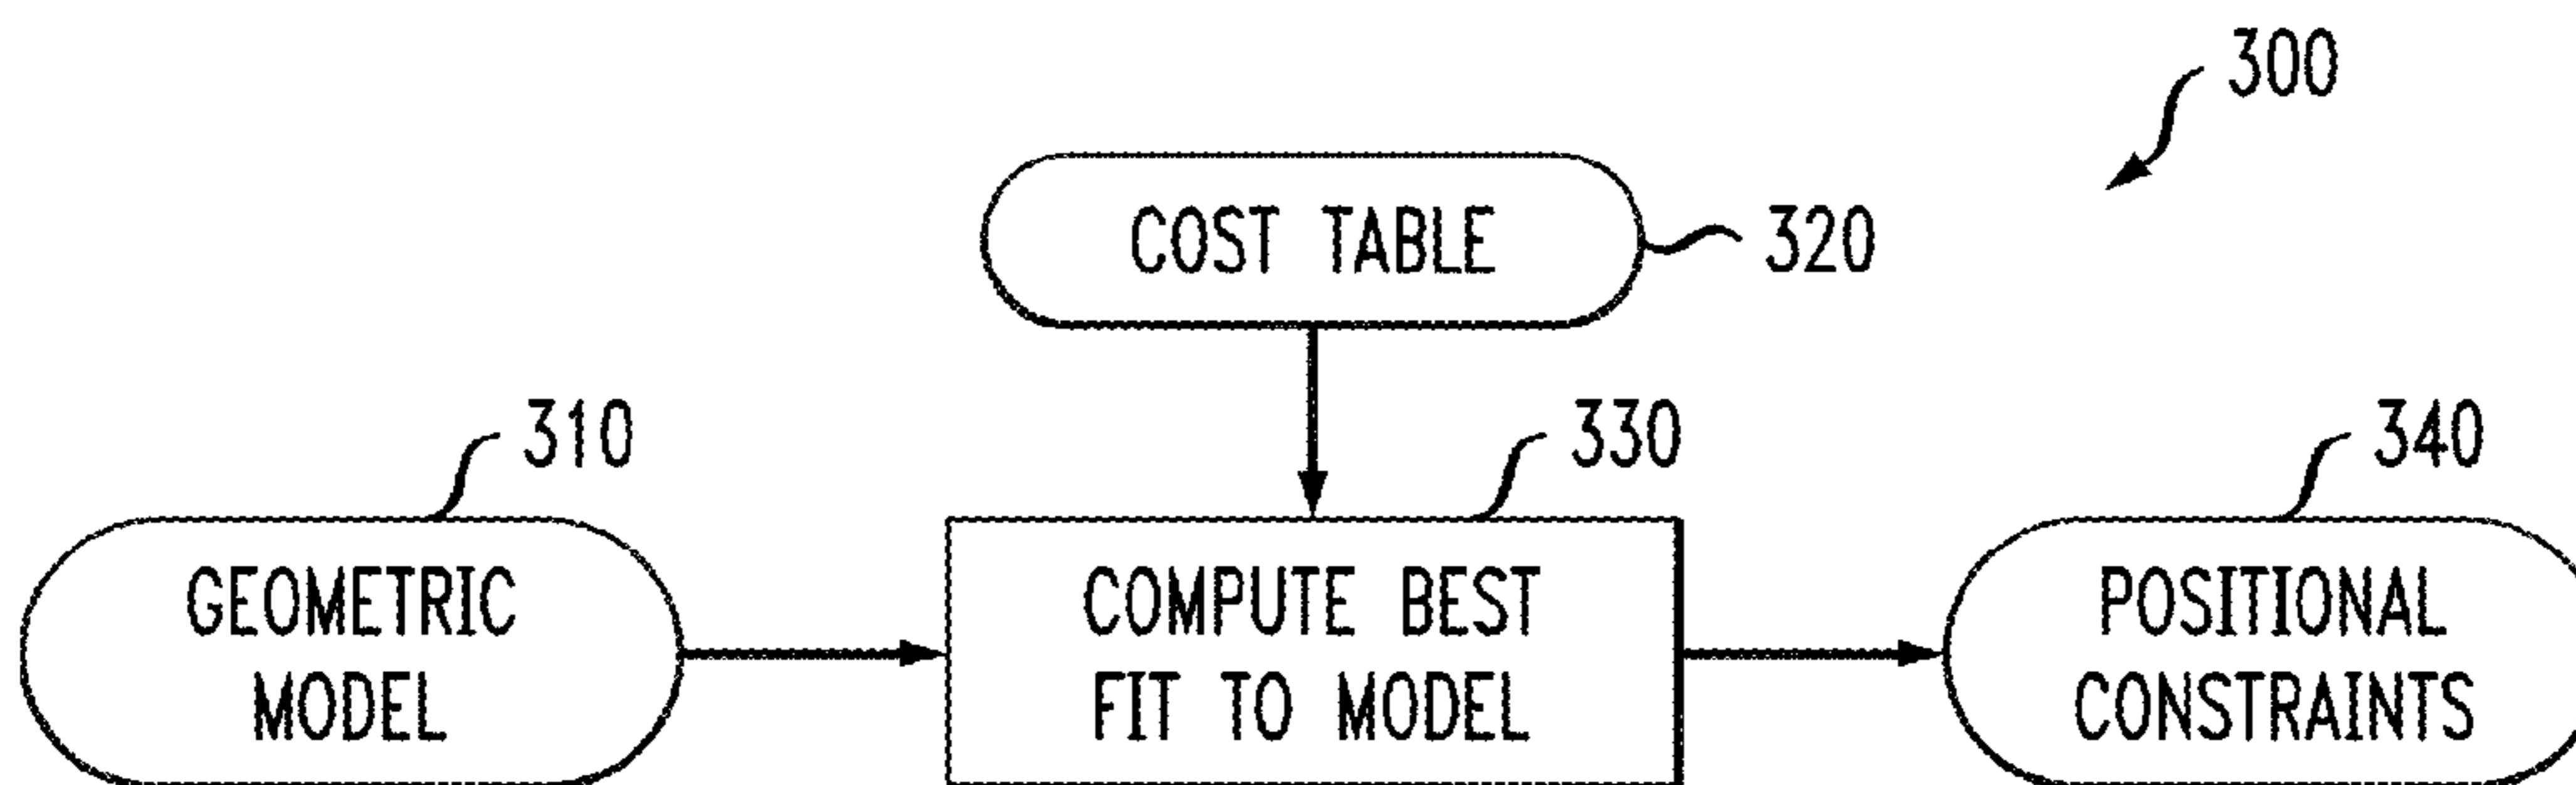 300
COST TABLE
320
310
330
340
GEOMETRIC
MODEL
COMPUTE BEST
FIT TO MODEL
POSITIONAL
CONSTRAINTS